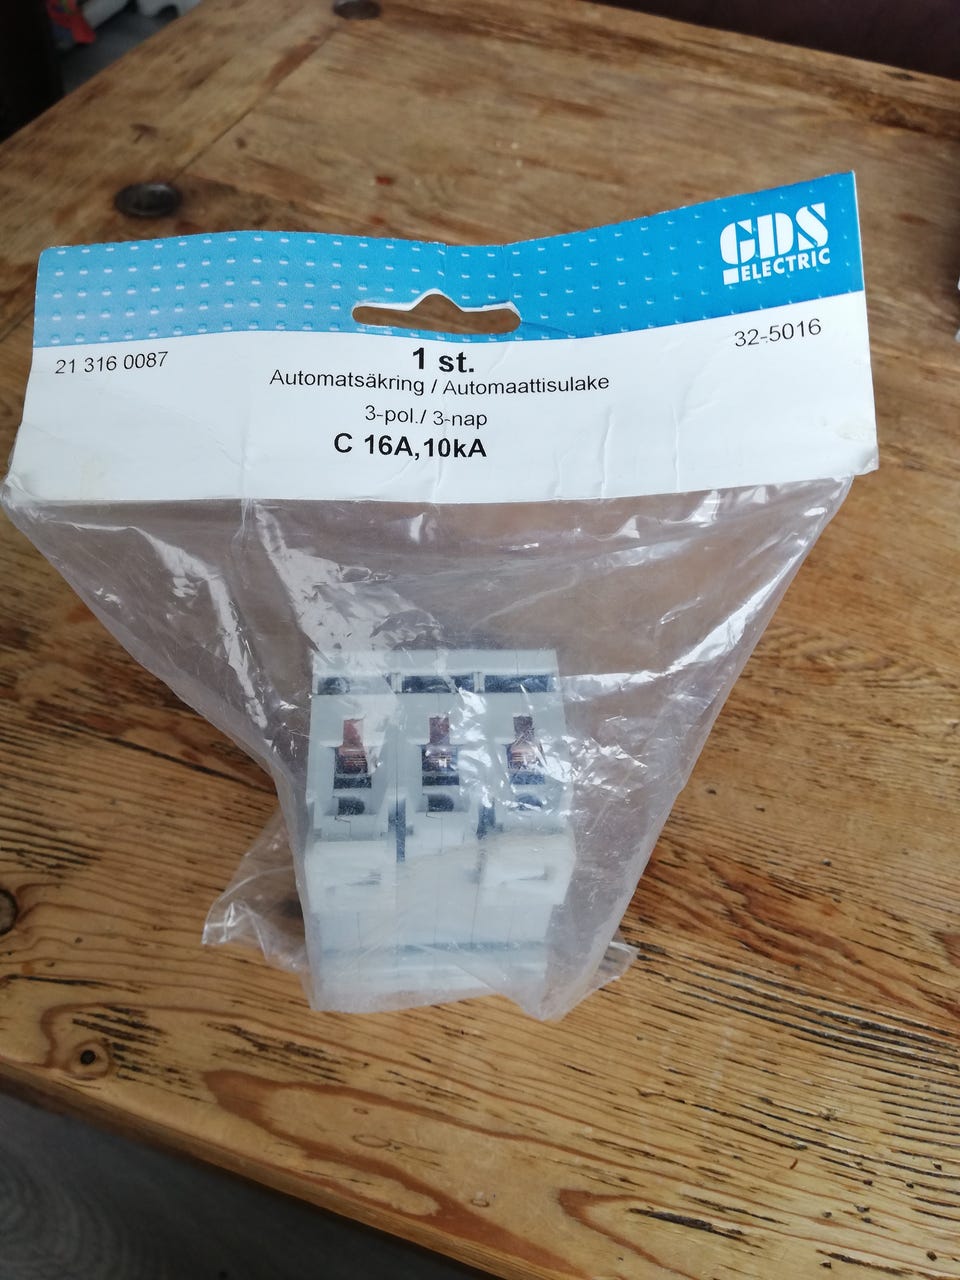 GDS
ELECTRIC
21 316 0087
32-5016
1 st.
Automatsäkring / Automaattisulake
3-pol./ 3-nap
C 16A,10kA